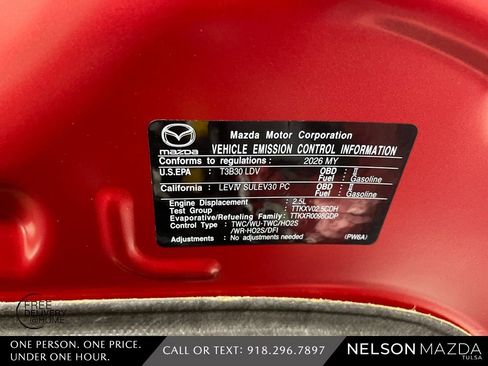 mazda
Mazda Motor Corporation
VEHICLE EMISSION CONTROL INFORMATION
Conforms to regulations: 2026 MY
U.S.EPA : T3B30 LDV OBD : II
Fuel : Gasoline
California : LEVIV SULEV30 PC OBD : II
Fuel : Gasoline
Engine Displacement : 2.5L
Test Group : TTKXV02.5CDH
Evaporative/Refueling Family: TTKXR0095GDP
Control Type : TWC/WU-TWC/HO2S
/WR-HO2S/DFI
Adjustments : No adjustments needed (PW6A)
FREE
DELIVERY
@HOME
ONE PERSON. ONE PRICE.
UNDER ONE HOUR.
CALL OR TEXT: 918.296.7897
NELSON MAZDA
TULSA